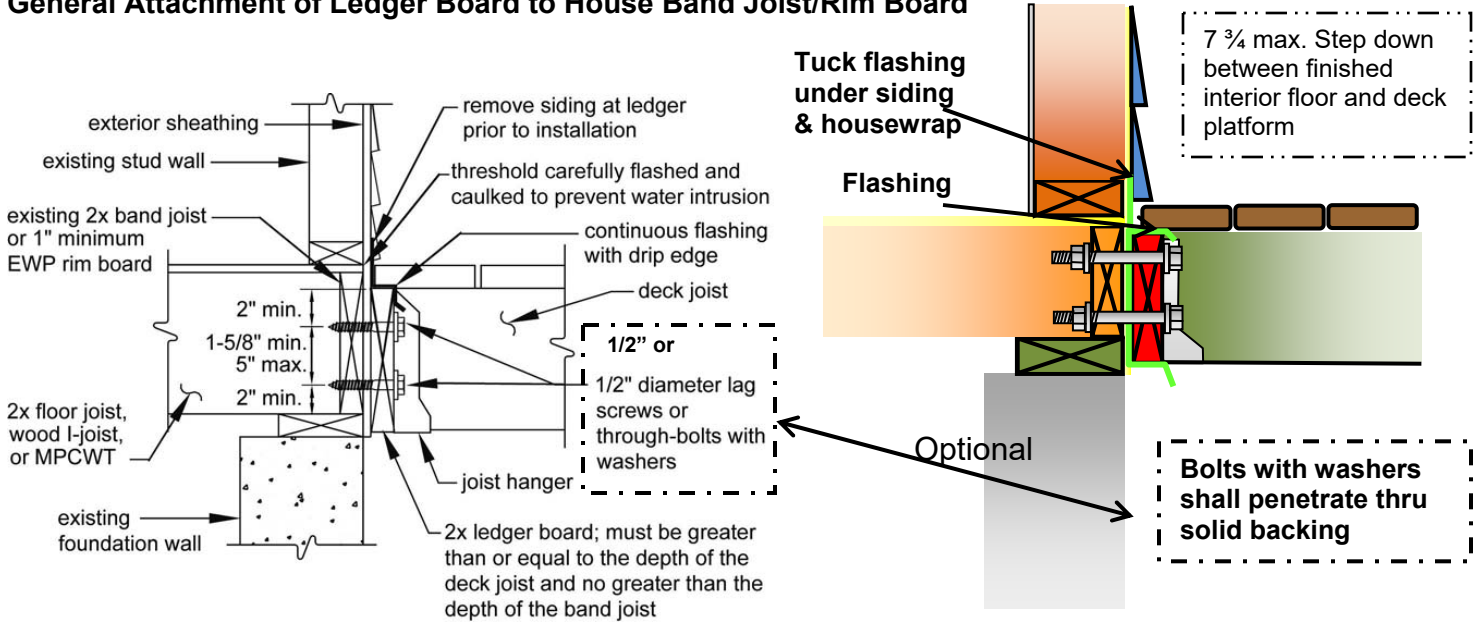 General Attachment of Ledger Board to House Band Joist/Rim Board
exterior sheathing
existing stud wall
existing 2x band joist
or 1" minimum
EWP rim board
2" min.
1-5/8" min.
5" max.
2" min.
2x floor joist,
wood I-joist,
or MPCWT
existing
foundation wall
remove siding at ledger
prior to installation
threshold carefully flashed and
caulked to prevent water intrusion
continuous flashing
with drip edge
deck joist
1/2” or
1/2" diameter lag
screws or
through-bolts with
washers
joist hanger
2x ledger board; must be greater
than or equal to the depth of the
deck joist and no greater than the
depth of the band joist
Tuck flashing
under siding
& housewrap
Flashing
7 ¾ max. Step down
between finished
interior floor and deck
platform
Optional
Bolts with washers
shall penetrate thru
solid backing